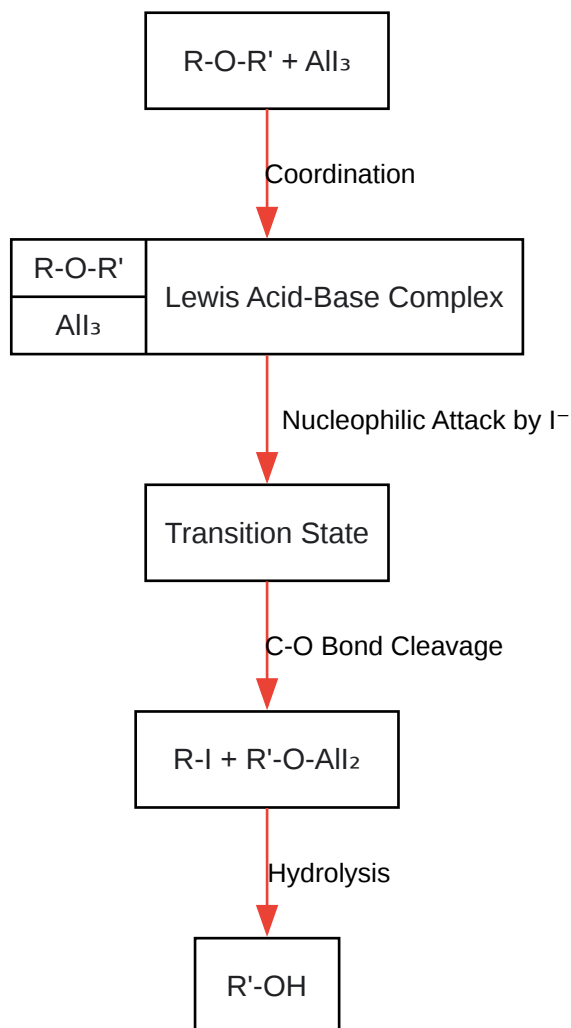 R-O-R' + AlI₃
Coordination
R-O-R'
AlI₃
Lewis Acid-Base Complex
Nucleophilic Attack by I⁻
Transition State
C-O Bond Cleavage
R-I + R'-O-AlI₂
Hydrolysis
R'-OH